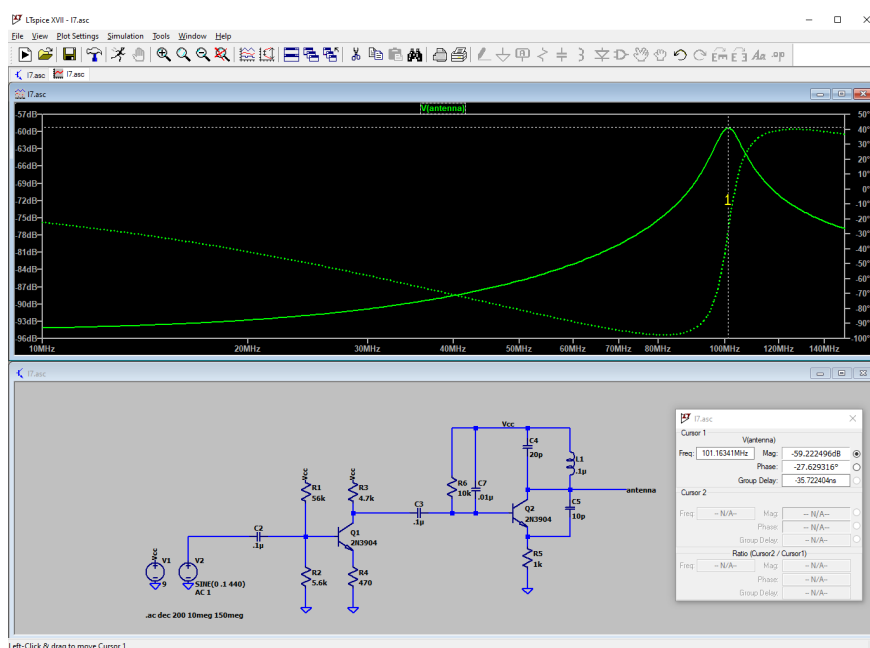 LTspice XVII - I7.asc
File View Plot Settings Simulation Tools Window Help
I7.asc I7.asc
I7.asc
V(antenna)
-57dB
-60dB
-63dB
-66dB
-69dB
-72dB
-75dB
-78dB
-81dB
-84dB
-87dB
-90dB
-93dB
-96dB
50°
40°
30°
20°
10°
0°
-10°
-20°
-30°
-40°
-50°
-60°
-70°
-80°
-90°
-100°
1
10MHz 20MHz 30MHz 40MHz 50MHz 60MHz 70MHz 80MHz 100MHz 120MHz 140MHz
I7.asc
Vcc
C4
20p
L1
.1µ
R6
10k
C7
.01µ
antenna
C5
10p
Q2
2N3904
R5
1k
Vcc
R1
56k
Vcc
R3
4.7k
C3
.1µ
C2
.1µ
Q1
2N3904
Vcc
V1
9
V2
SINE(0 .1 440)
AC 1
R2
5.6k
R4
470
.ac dec 200 10meg 150meg
I7.asc
Cursor 1
V(antenna)
Freq: 101.16341MHz Mag: -59.222496dB
Phase: -27.629316°
Group Delay: -35.722404ns
Cursor 2
Freq: -- N/A-- Mag: -- N/A--
Phase: -- N/A--
Group Delay: -- N/A--
Ratio (Cursor2 / Cursor1)
Freq: -- N/A-- Mag: -- N/A--
Phase: -- N/A--
Group Delay: -- N/A--
Left-Click & drag to move Cursor 1